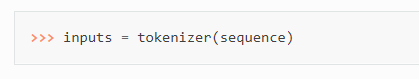 >>> inputs = tokenizer(sequence)